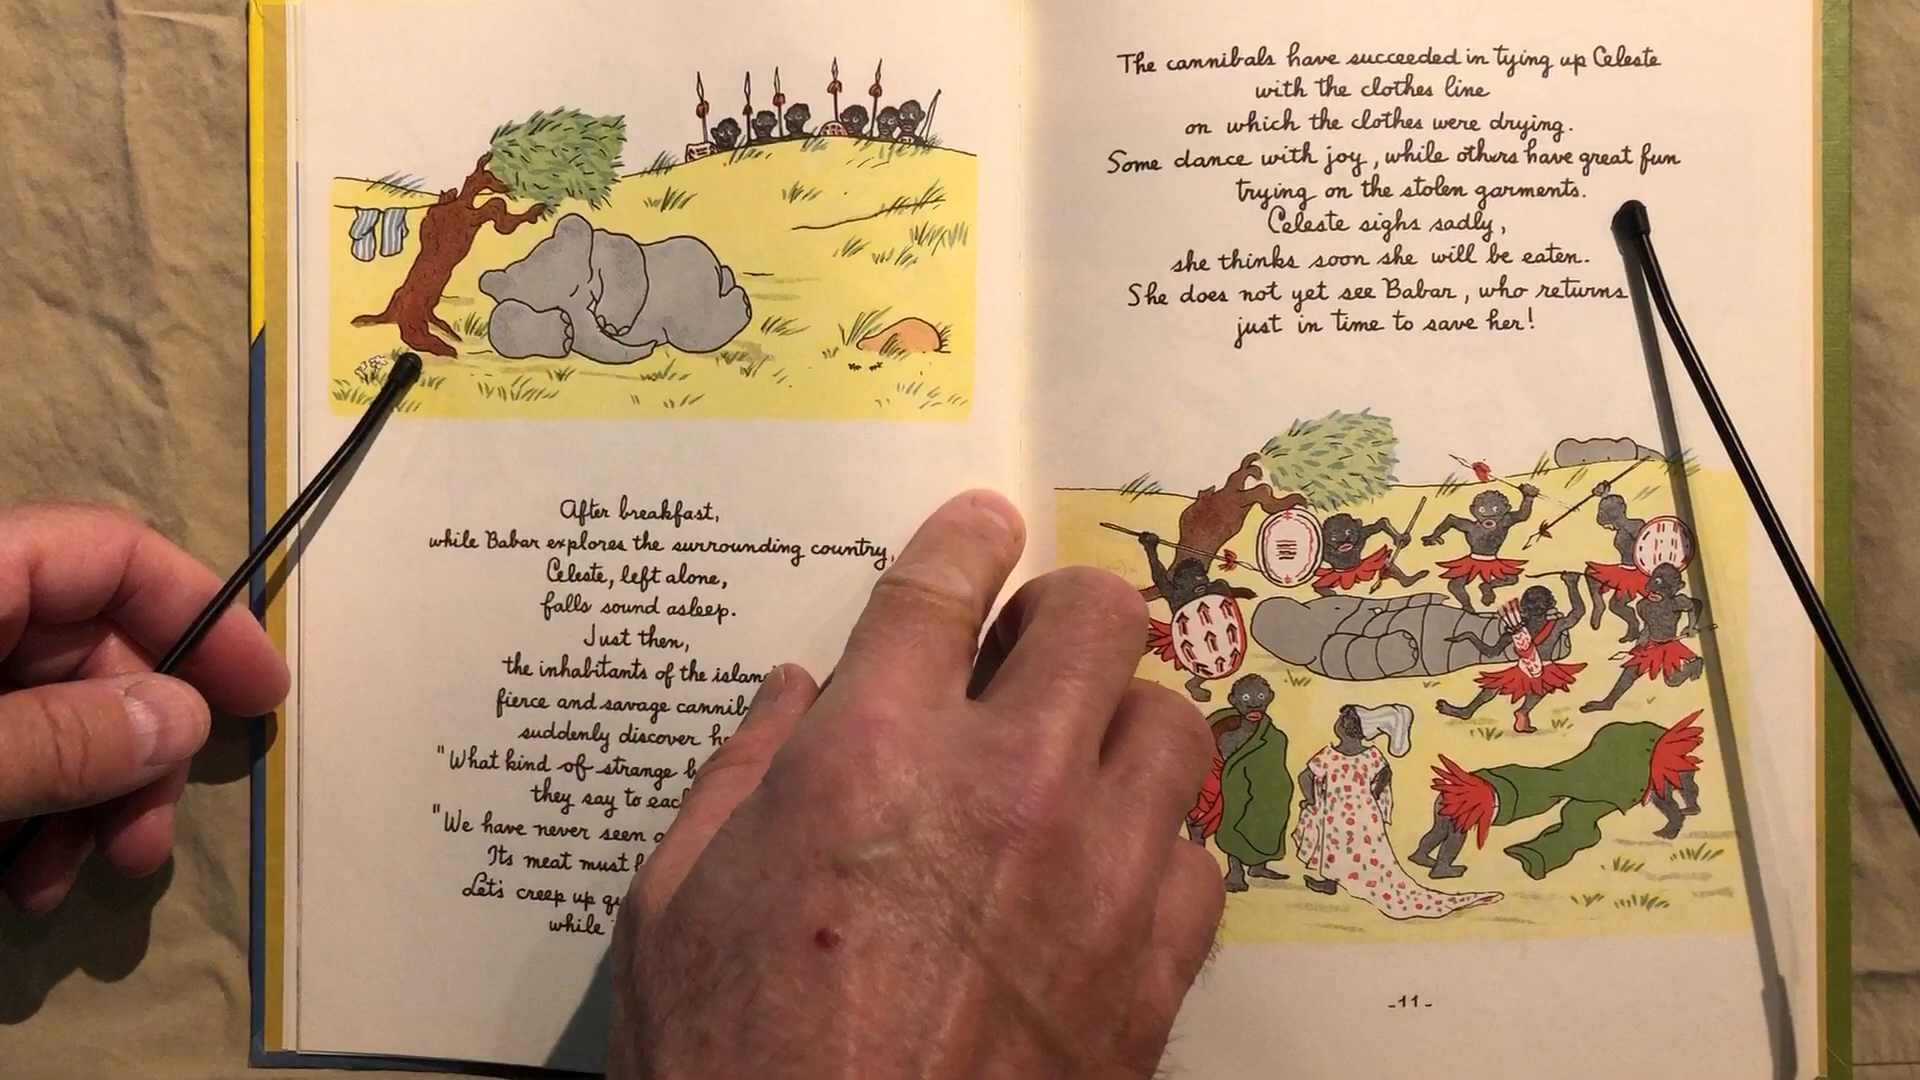 After breakfast,
while Babar explores the surrounding country,
Celeste, left alone,
falls sound asleep.
Just then,
the inhabitants of the
fierce and savage
suddenly discover
"What kind of strange
they say to
"We have never seen
Its meat must
Let's creep up
while
The cannibals have succeeded in tying up Celeste
with the clothes line
on which the clothes were drying.
Some dance with joy, while others have great fun
trying on the stolen garments.
Celeste sighs sadly,
she thinks soon she will be eaten.
She does not yet see Babar, who returns
just in time to save her!
-11-